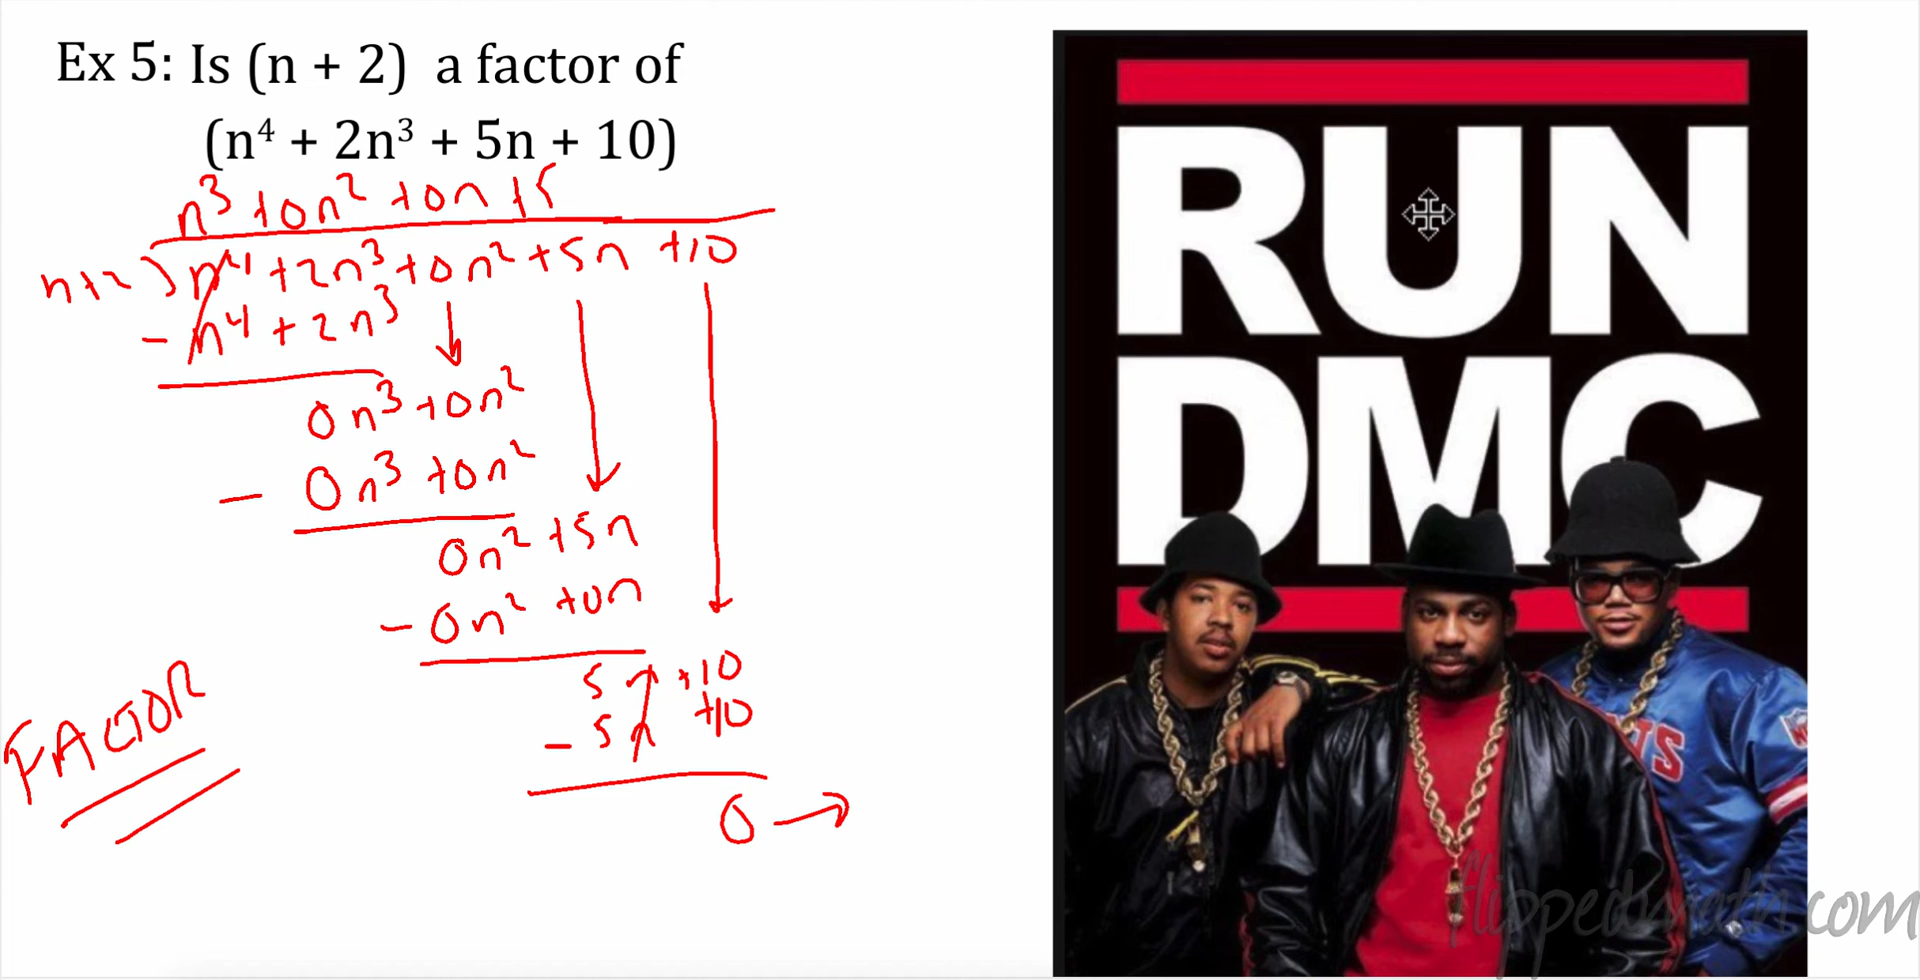 Ex 5: Is (n + 2) a factor of
(n⁴ + 2n³ + 5n + 10)
n³ + 0n² + 0n + 5
n+2 ) n⁴ + 2n³ + 0n² + 5n + 10
- n⁴ + 2n³
0n³ + 0n²
- 0n³ + 0n²
0n² + 5n
- 0n² + 0n
5n + 10
- 5n + 10
0 →
FACTOR
RUN
DMC
TS
flippedmath.com